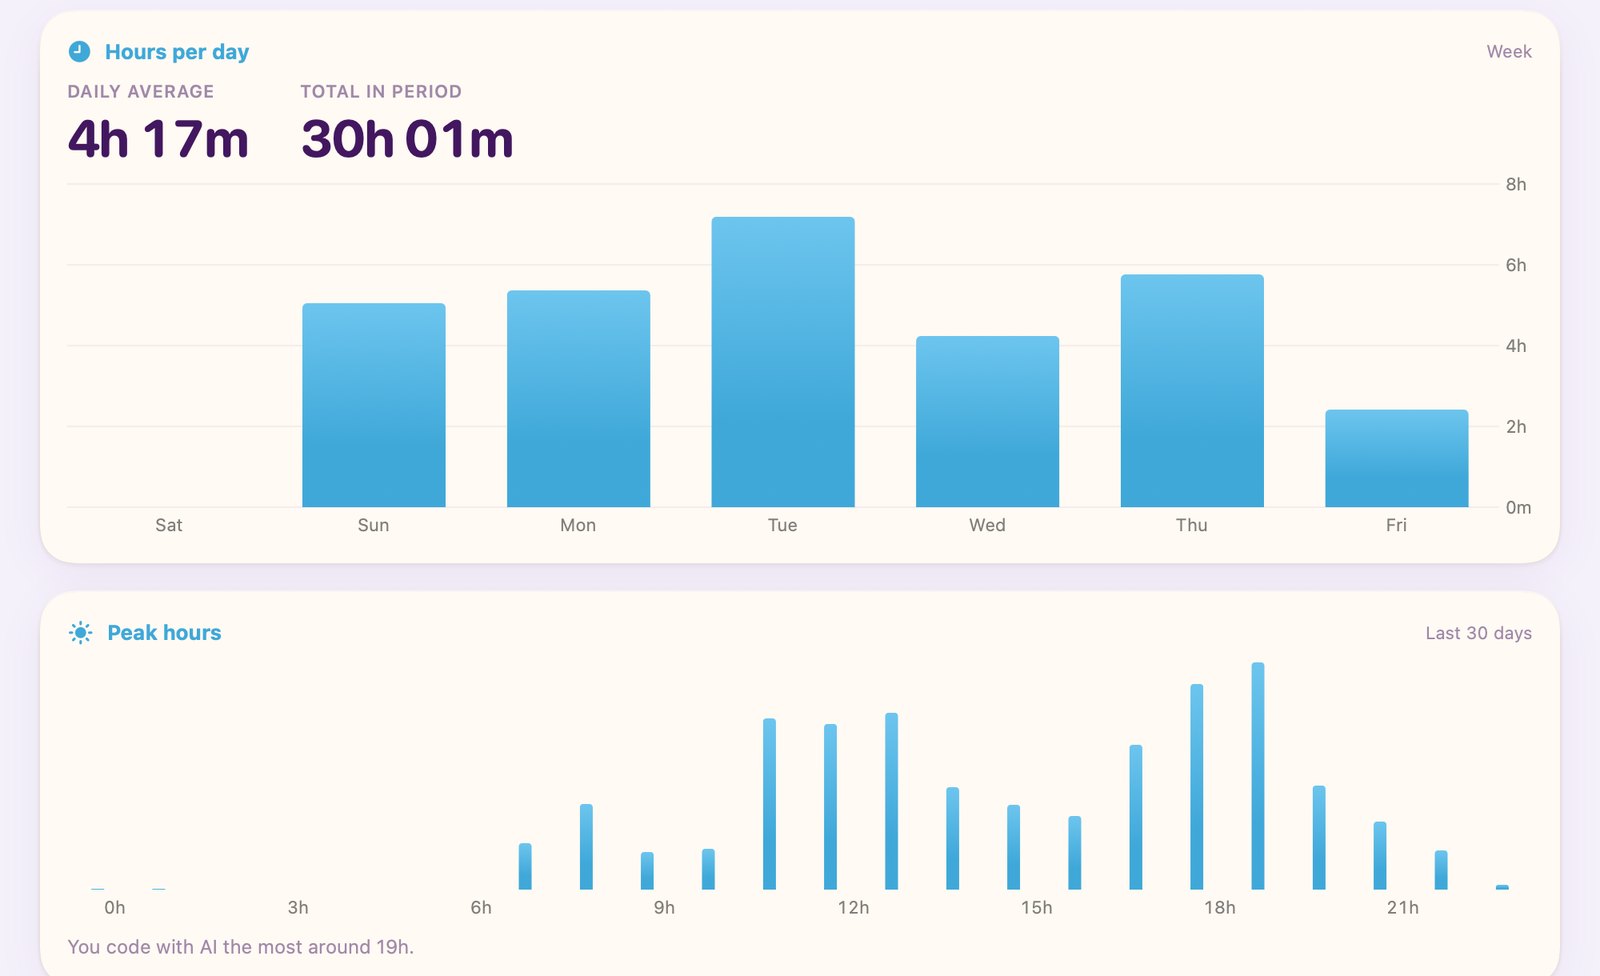 Hours per day
Week
DAILY AVERAGE
TOTAL IN PERIOD
4h 17m
30h 01m
8h
6h
4h
2h
0m
Sat
Sun
Mon
Tue
Wed
Thu
Fri
Peak hours
Last 30 days
0h
3h
6h
9h
12h
15h
18h
21h
You code with AI the most around 19h.